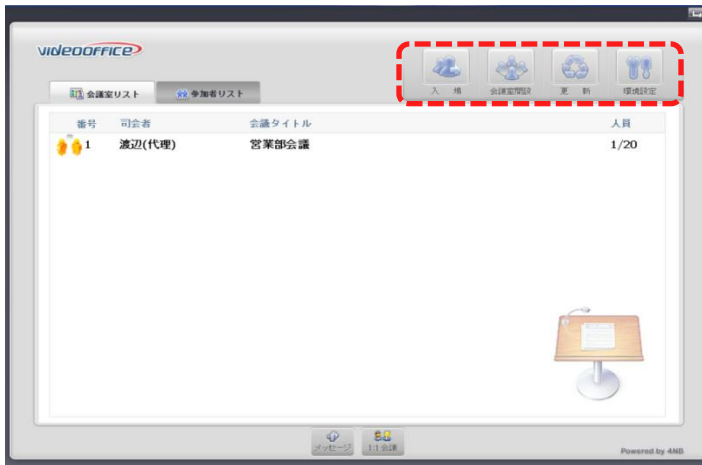 VIDEOOFFICE
入 場 会議室開設 更 新 環境設定
会議室リスト 参加者リスト
番号 司会者 会議タイトル 人員
1 渡辺(代理) 営業部会議 1/20
メッセージ 1:1 会議
Powered by 4NB